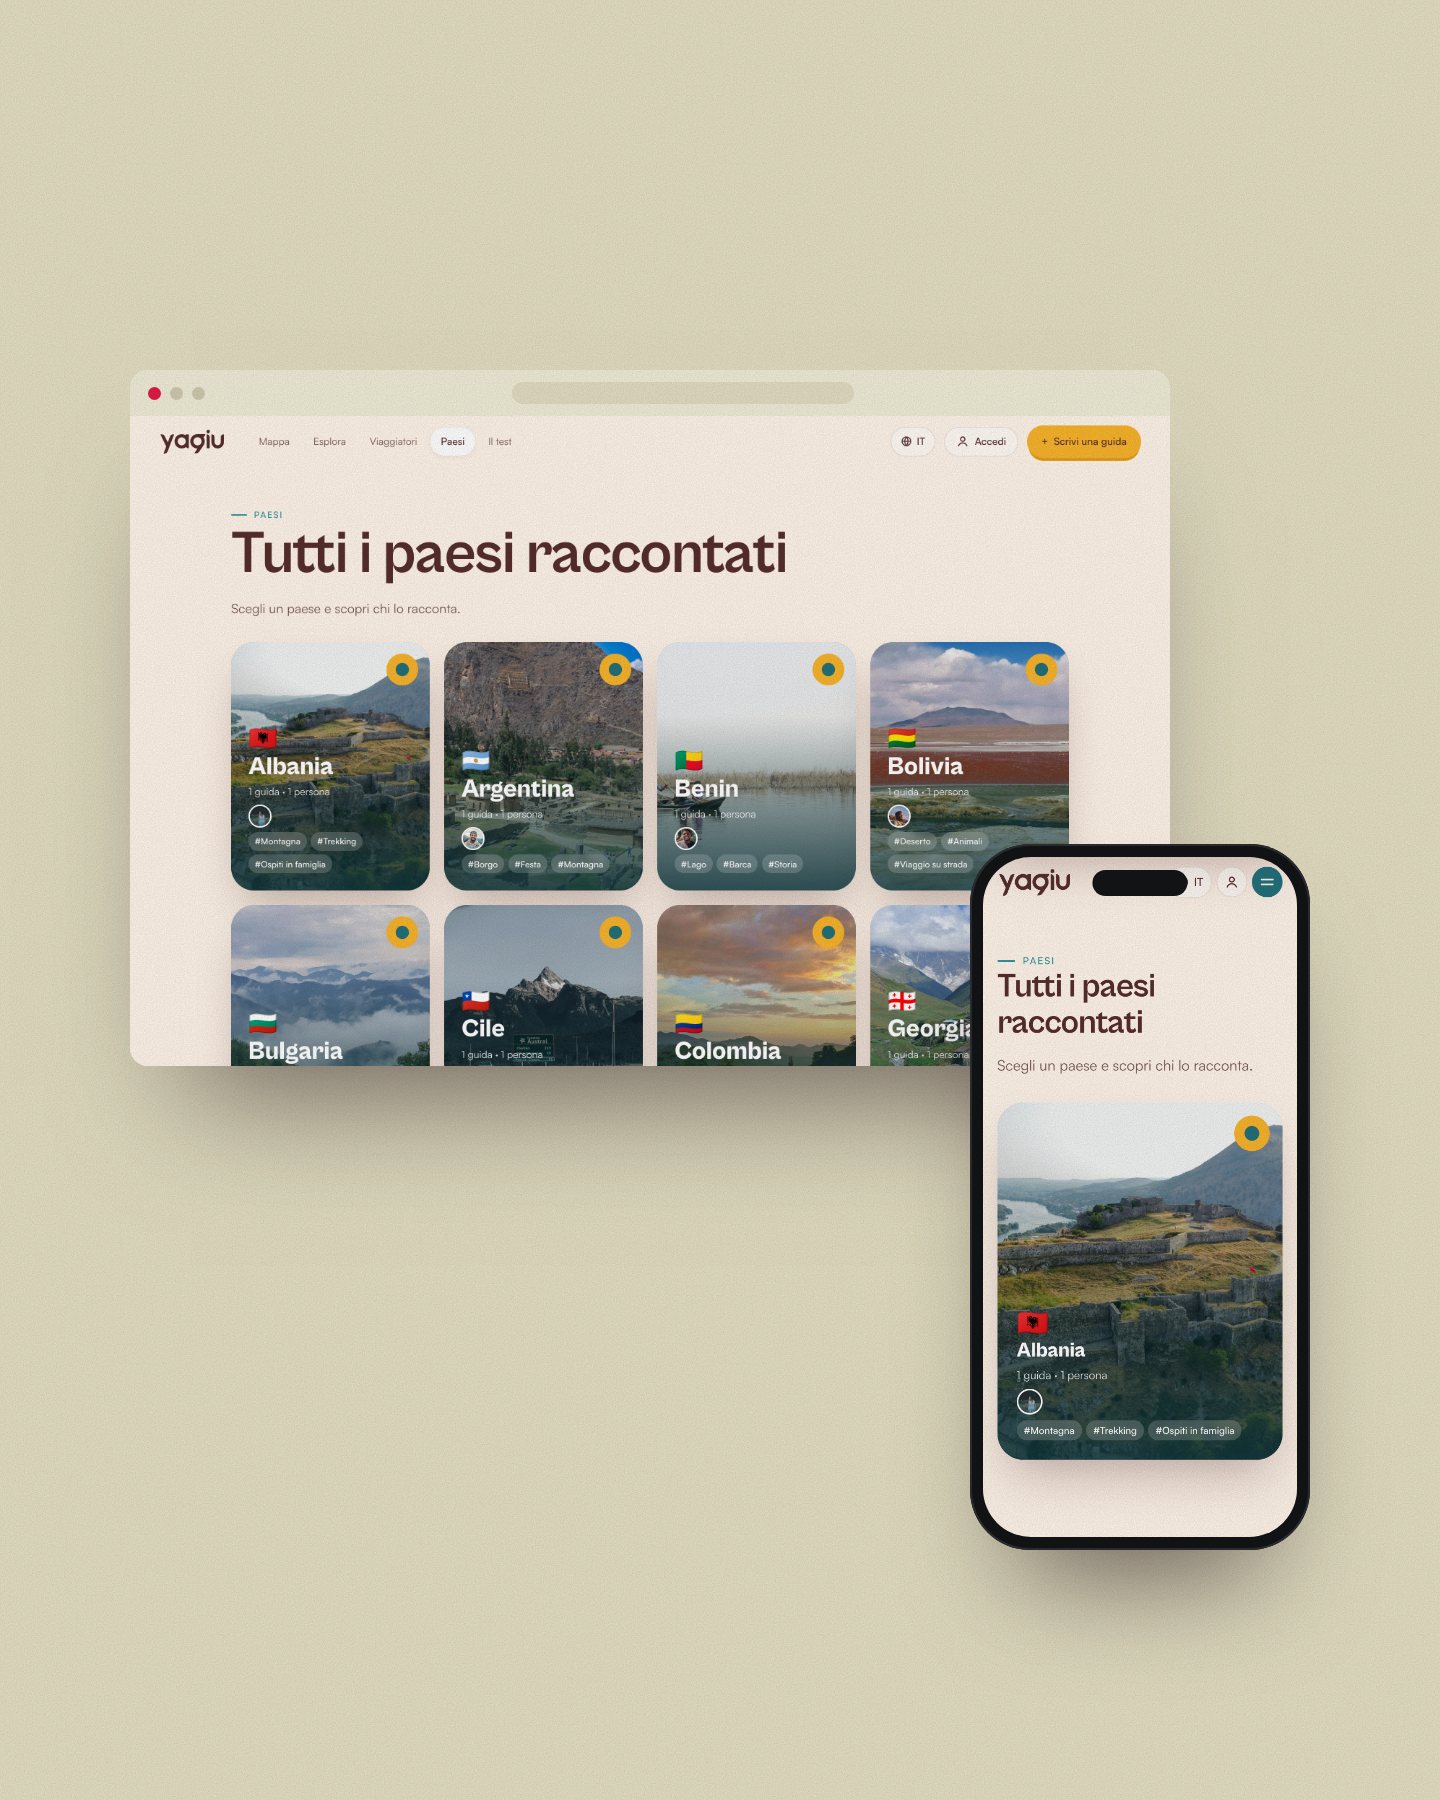 yagiu
Mappa Esplora Viaggiatori Paesi Il test
IT Accedi + Scrivi una guida
PAESI
Tutti i paesi raccontati
Scegli un paese e scopri chi lo racconta.
Albania
1 guida · 1 persona
#Montagna #Trekking
#Ospiti in famiglia
Argentina
1 guida · 1 persona
#Borgo #Festa #Montagna
Benin
1 guida · 1 persona
#Lago #Barca #Storia
Bolivia
1 guida · 1 persona
#Deserto #Animali
#Viaggio su strada
Bulgaria
Cile
1 guida · 1 persona
Austral
Colombia
Georgia
1 guida · 1 persona
yagiu
IT
PAESI
Tutti i paesi
raccontati
Scegli un paese e scopri chi lo racconta.
Albania
1 guida · 1 persona
#Montagna #Trekking #Ospiti in famiglia